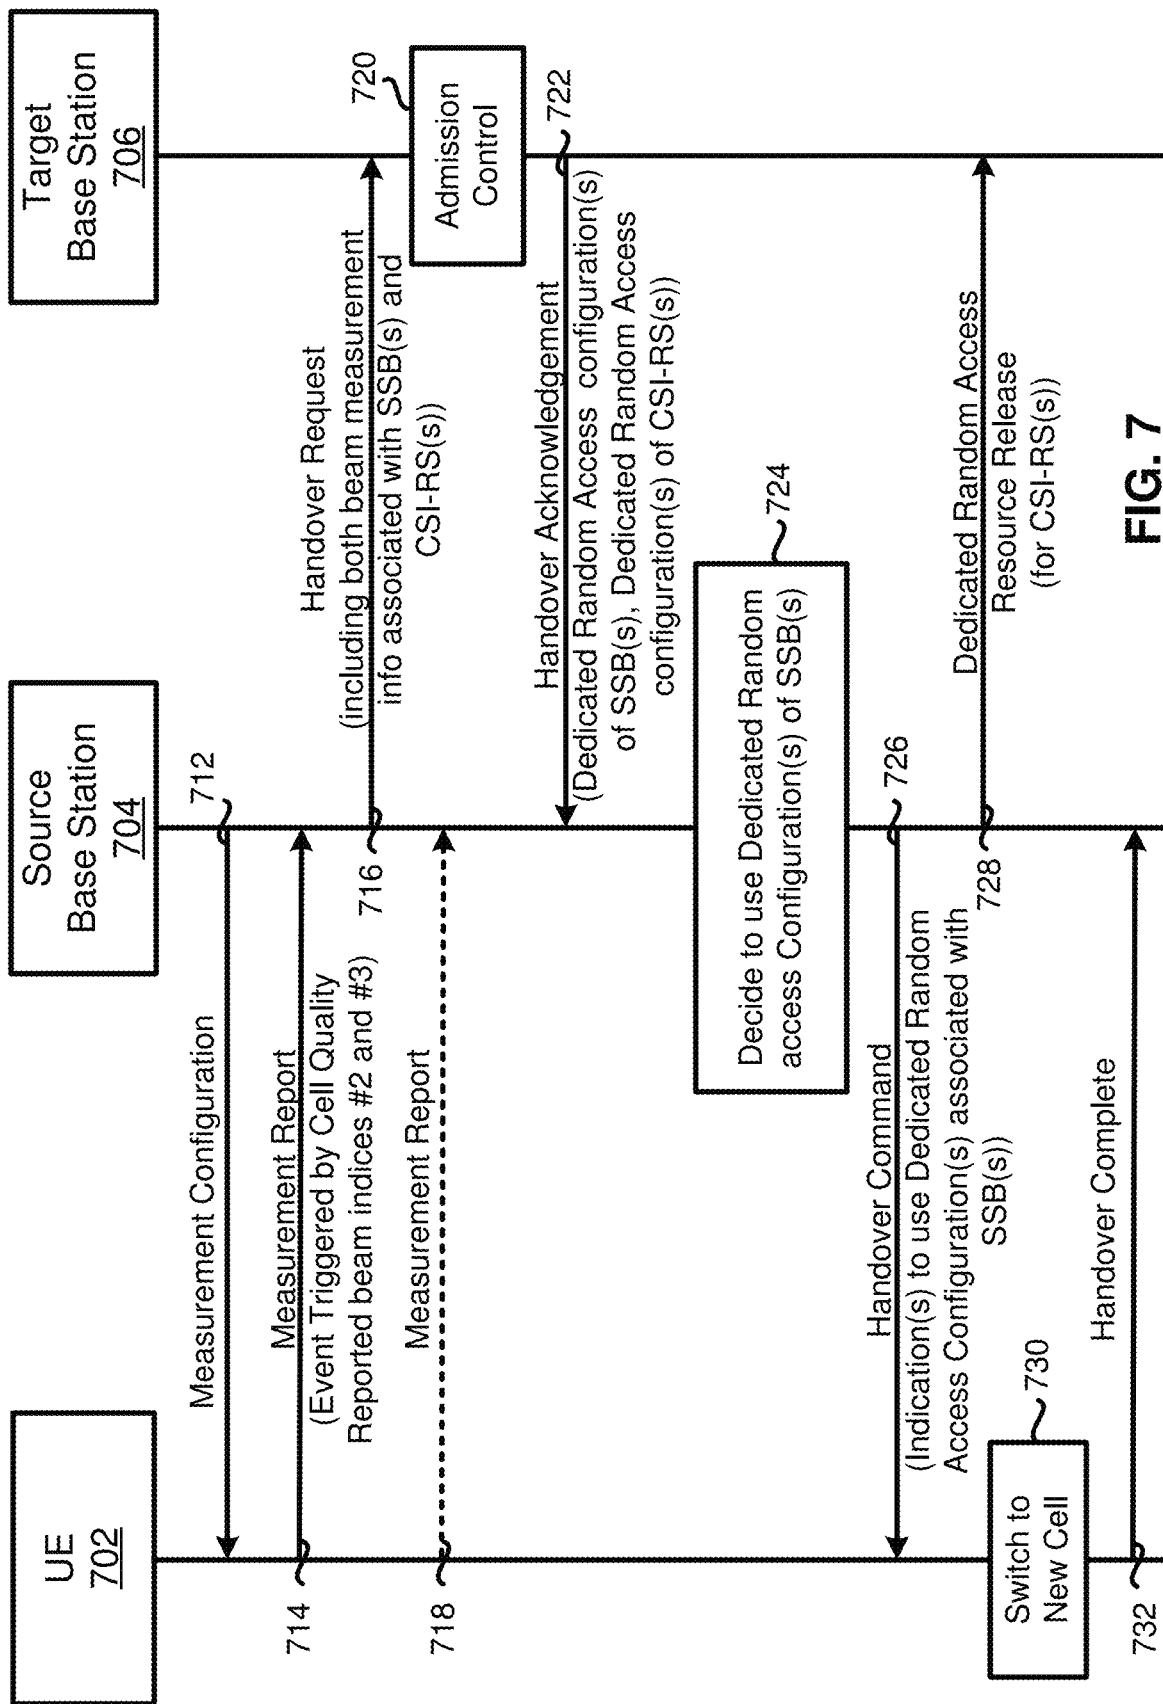 UE
702
Source
Base Station
704
Target
Base Station
706
712
Measurement Configuration
714
Measurement Report
(Event Triggered by Cell Quality
Reported beam indices #2 and #3)
716
Handover Request
(including both beam measurement
info associated with SSB(s) and
CSI-RS(s))
718
Measurement Report
720
Admission
Control
722
Handover Acknowledgement
(Dedicated Random Access configuration(s)
of SSB(s), Dedicated Random Access
configuration(s) of CSI-RS(s))
724
Decide to use Dedicated Random
access Configuration(s) of SSB(s)
726
Handover Command
(Indication(s) to use Dedicated Random
Access Configuration(s) associated with
SSB(s))
728
Dedicated Random Access
Resource Release
(for CSI-RS(s))
730
Switch to
New Cell
732
Handover Complete
FIG. 7